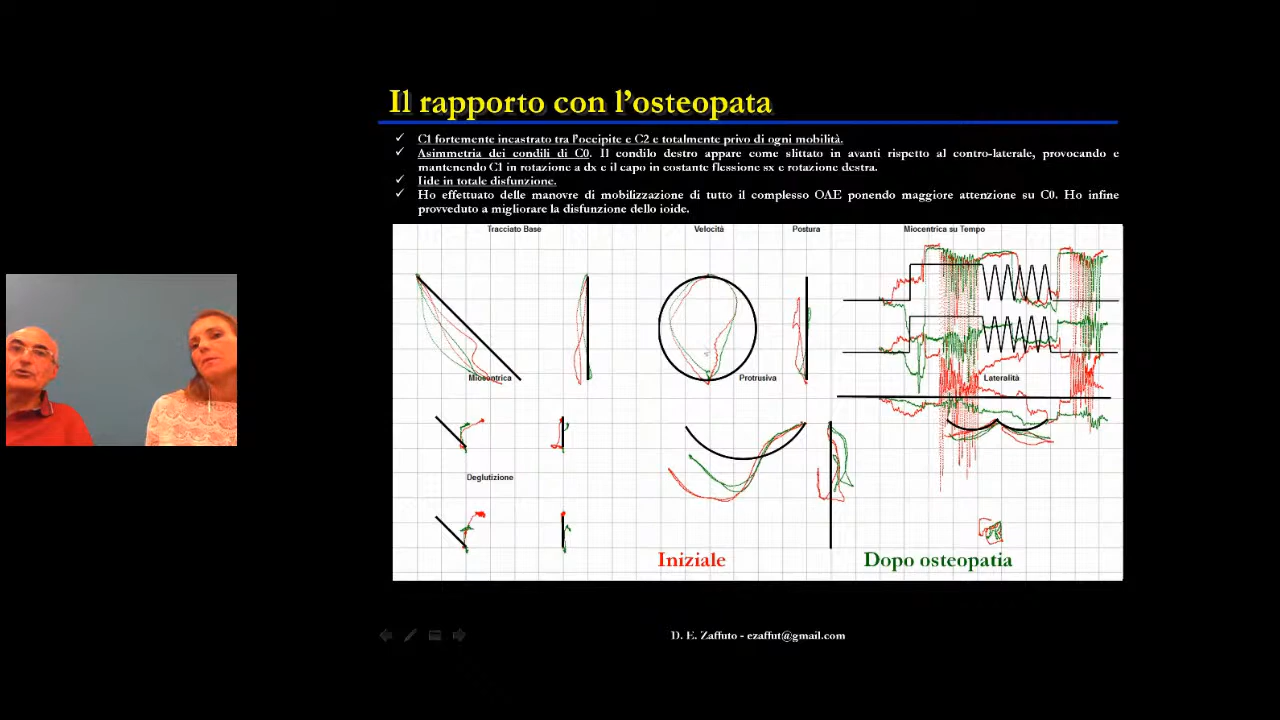 Il rapporto con l'osteopata
C1 fortemente incastrato tra l'occipite e C2 e totalmente privo di ogni mobilità.
Asimmetria dei condili di C0. Il condilo destro appare come slittato in avanti rispetto al contro-laterale, provocando e
mantenendo C1 in rotazione a dx e il capo in costante flessione sx e rotazione destra.
Iide in totale disfunzione.
Ho effettuato delle manovre di mobilizzazione di tutto il complesso OAE ponendo maggiore attenzione su C0. Ho infine
provveduto a migliorare la disfunzione dello ioide.
Tracciato Base
Velocità
Postura
Miocentrica su Tempo
Miocentrica
Protrusiva
Lateralità
Deglutizione
Iniziale
Dopo osteopatia
D. E. Zaffuto - ezaffut@gmail.com